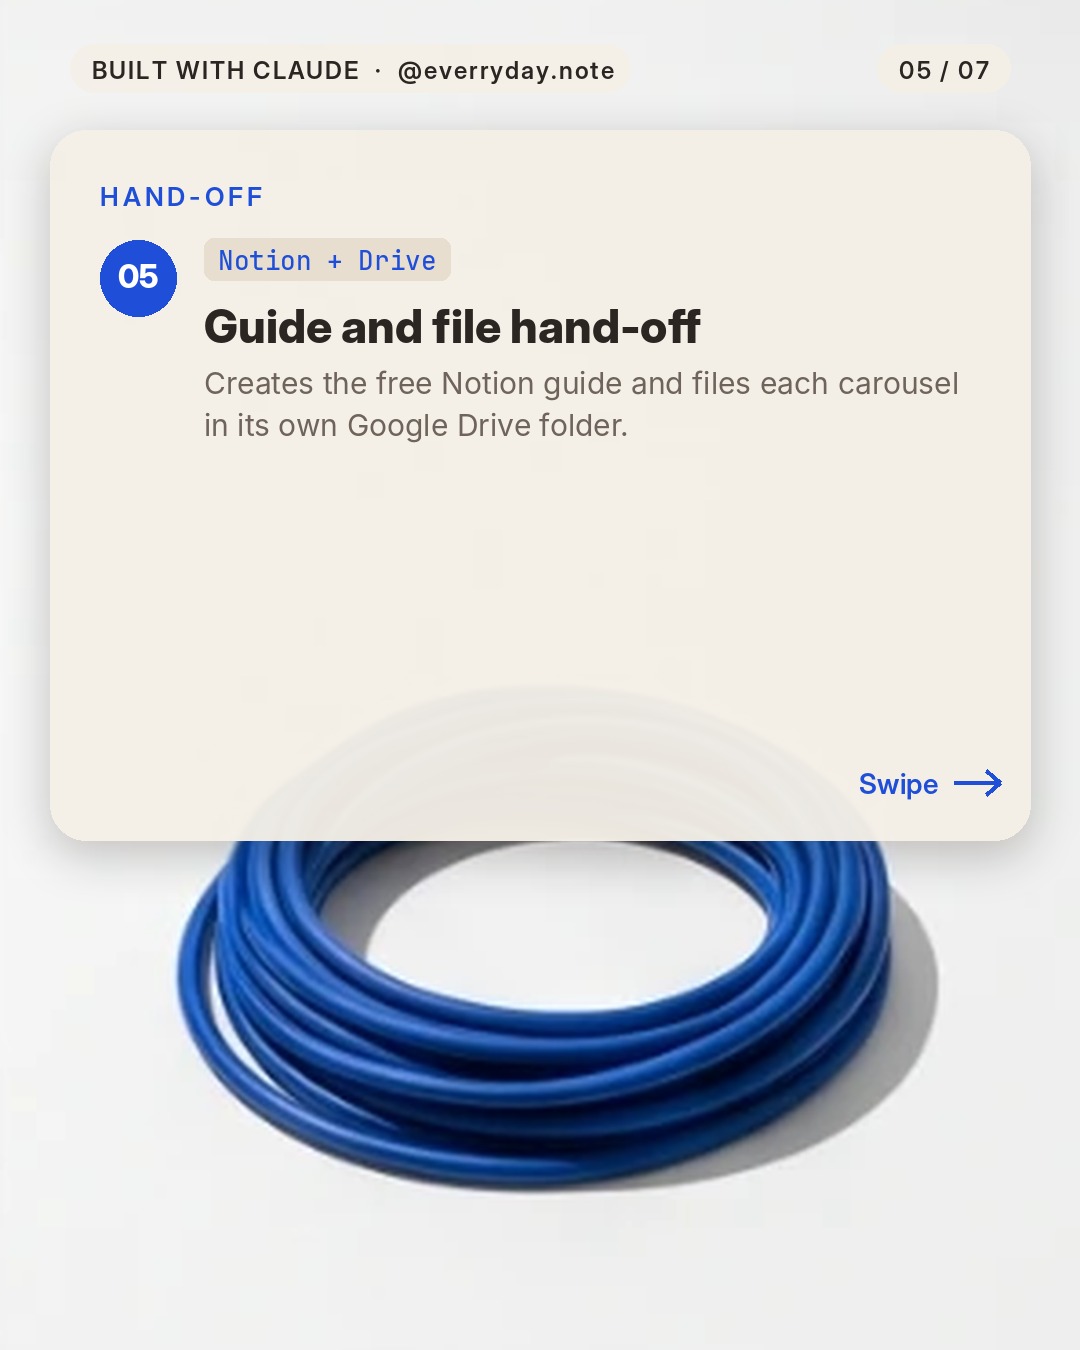 BUILT WITH CLAUDE · @everryday.note
05 / 07
HAND-OFF
05
Notion + Drive
Guide and file hand-off
Creates the free Notion guide and files each carousel
in its own Google Drive folder.
Swipe →